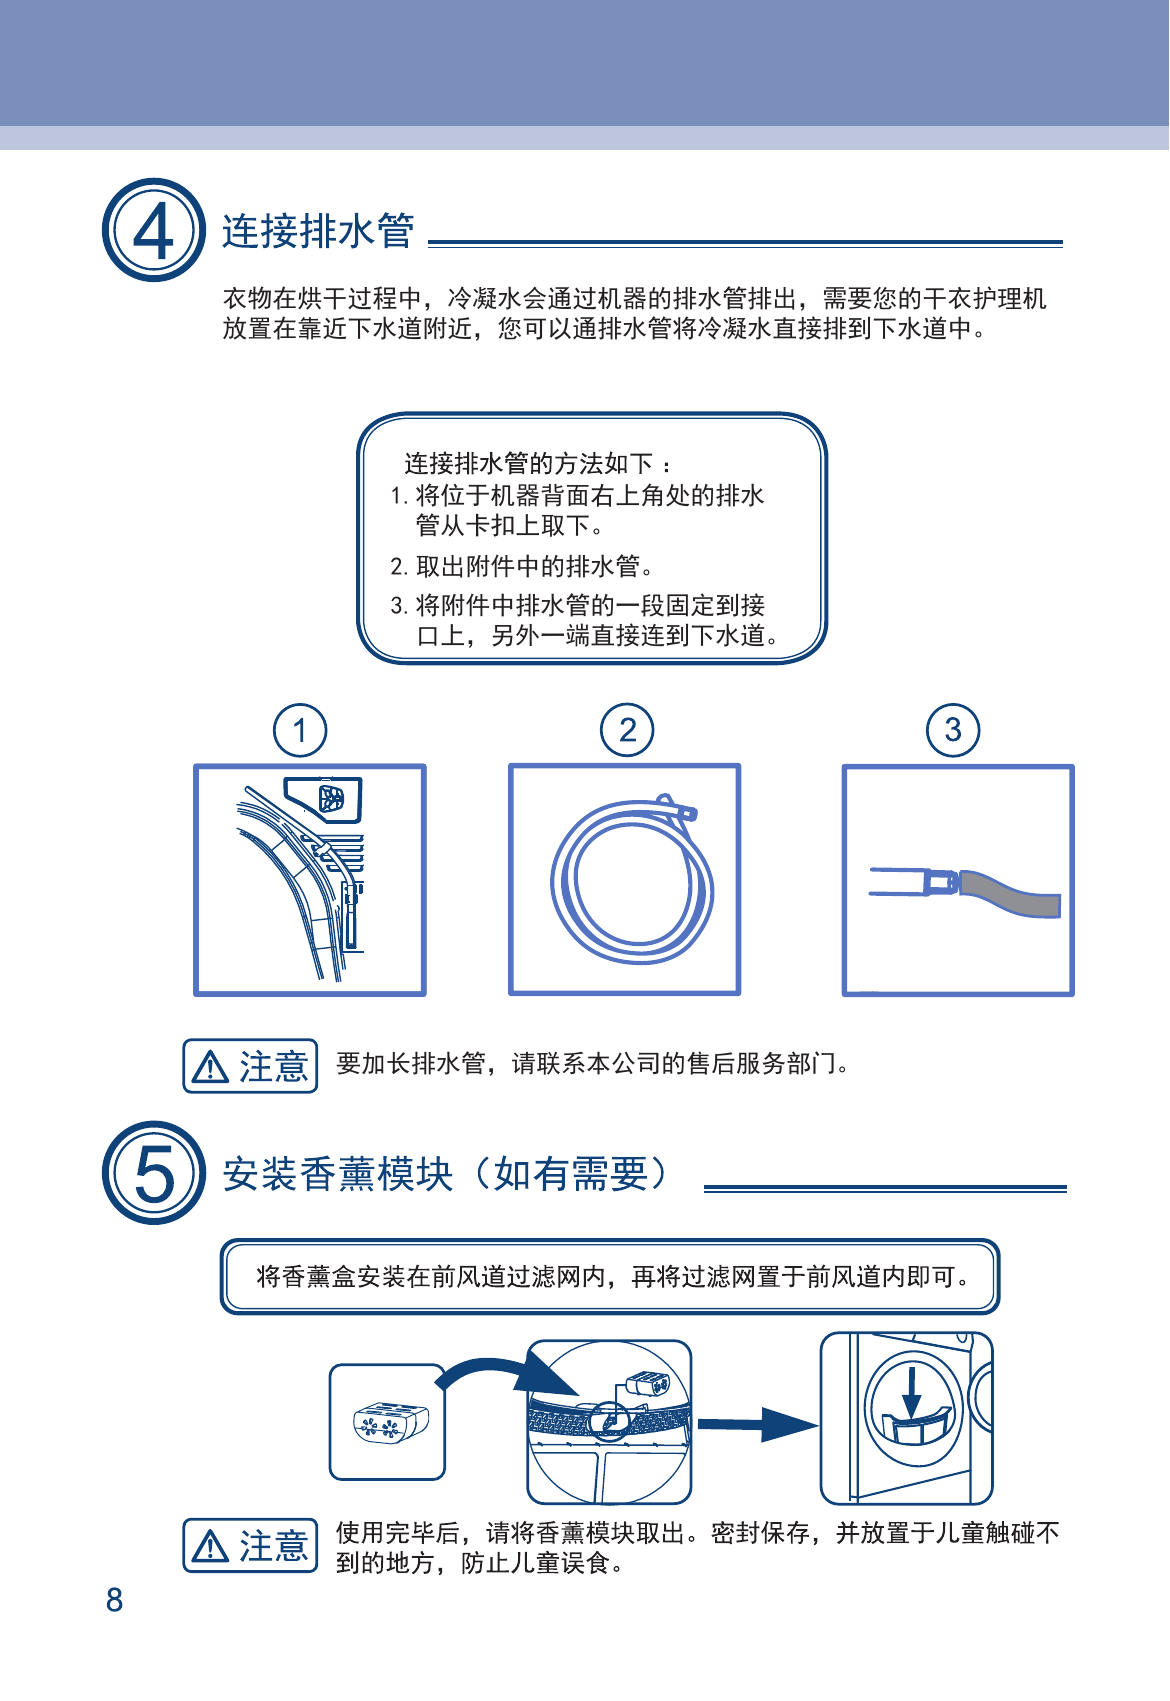 4 连接排水管
衣物在烘干过程中，冷凝水会通过机器的排水管排出，需要您的干衣护理机
放置在靠近下水道附近，您可以通排水管将冷凝水直接排到下水道中。
连接排水管的方法如下：
1. 将位于机器背面右上角处的排水
管从卡扣上取下。
2. 取出附件中的排水管。
3. 将附件中排水管的一段固定到接
口上，另外一端直接连到下水道。
1 2 3
注意 要加长排水管，请联系本公司的售后服务部门。
5 安装香薰模块（如有需要）
将香薰盒安装在前风道过滤网内，再将过滤网置于前风道内即可。
注意 使用完毕后，请将香薰模块取出。密封保存，并放置于儿童触碰不
到的地方，防止儿童误食。
8